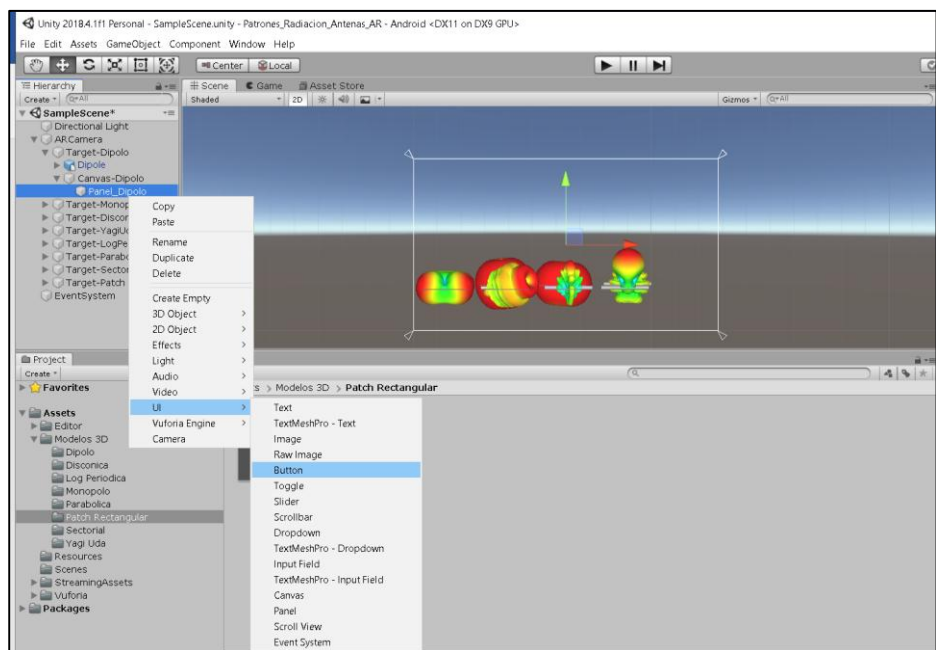 Unity 2018.4.1f1 Personal - SampleScene.unity - Patrones_Radiacion_Antenas_AR - Android <DX11 on DX9 GPU>
File Edit Assets GameObject Component Window Help
Center Local
Hierarchy
Scene Game Asset Store
Create All
Shaded 2D Gizmos All
SampleScene*
Directional Light
ARCamera
Target-Dipolo
Dipole
Canvas-Dipolo
Panel_Dipolo
Target-Monop
Target-Discor
Target-YagiUc
Target-LogPe
Target-Parabc
Target-Sector
Target-Patch
EventSystem
Copy
Paste
Rename
Duplicate
Delete
Create Empty
3D Object
2D Object
Effects
Light
Audio
Video
UI
Vuforia Engine
Camera
Project
Create
Favorites
s > Modelos 3D > Patch Rectangular
Assets
Editor
Modelos 3D
Dipolo
Disconica
Log Periodica
Monopolo
Parabolica
Patch Rectangular
Sectorial
Yagi Uda
Resources
Scenes
StreamingAssets
Vuforia
Packages
Text
TextMeshPro - Text
Image
Raw Image
Button
Toggle
Slider
Scrollbar
Dropdown
TextMeshPro - Dropdown
Input Field
TextMeshPro - Input Field
Canvas
Panel
Scroll View
Event System